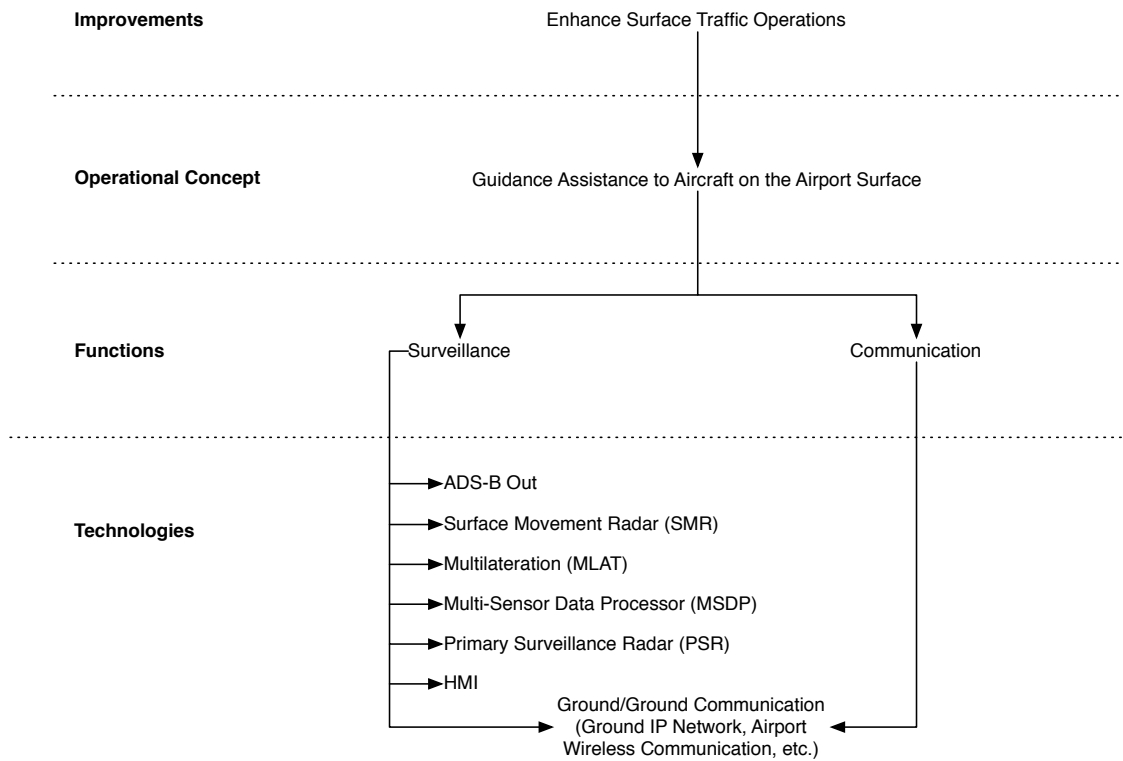 Improvements
Enhance Surface Traffic Operations
Operational Concept
Guidance Assistance to Aircraft on the Airport Surface
Functions
Surveillance
Communication
Technologies
ADS-B Out
Surface Movement Radar (SMR)
Multilateration (MLAT)
Multi-Sensor Data Processor (MSDP)
Primary Surveillance Radar (PSR)
HMI
Ground/Ground Communication
(Ground IP Network, Airport
Wireless Communication, etc.)